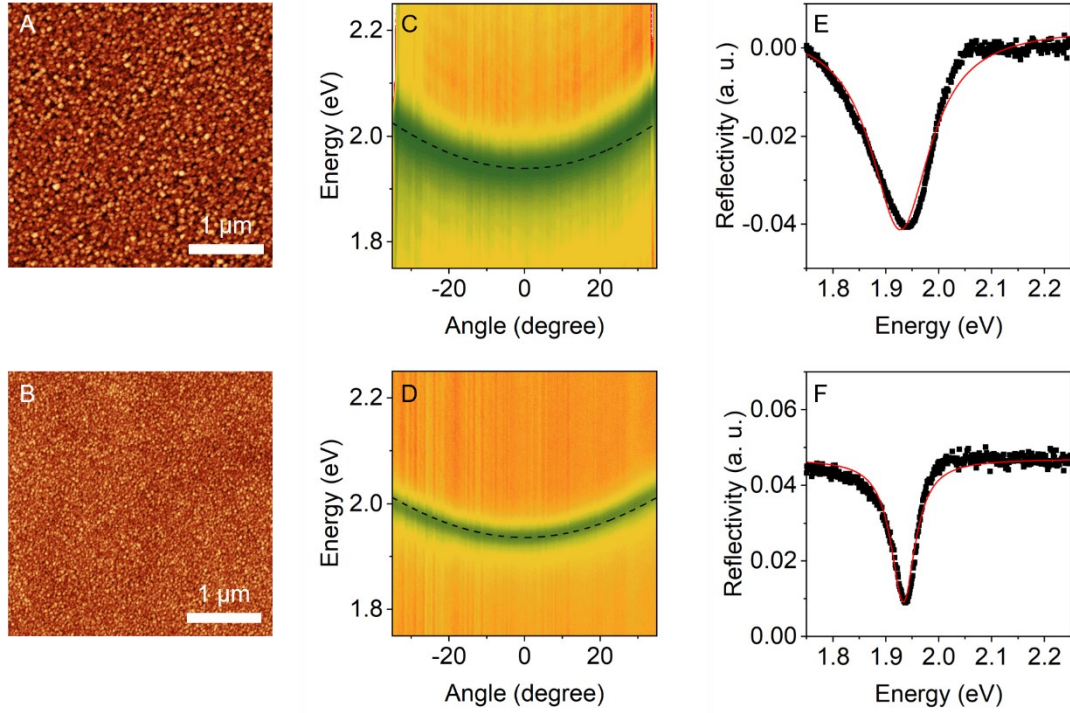 A
1 μm
C
Energy (eV)
2.2
2.0
1.8
-20
0
20
Angle (degree)
E
Reflectivity (a. u.)
0.00
-0.02
-0.04
1.8
1.9
2.0
2.1
2.2
Energy (eV)
B
1 μm
D
Energy (eV)
2.2
2.0
1.8
-20
0
20
Angle (degree)
F
Reflectivity (a. u.)
0.06
0.04
0.02
0.00
1.8
1.9
2.0
2.1
2.2
Energy (eV)